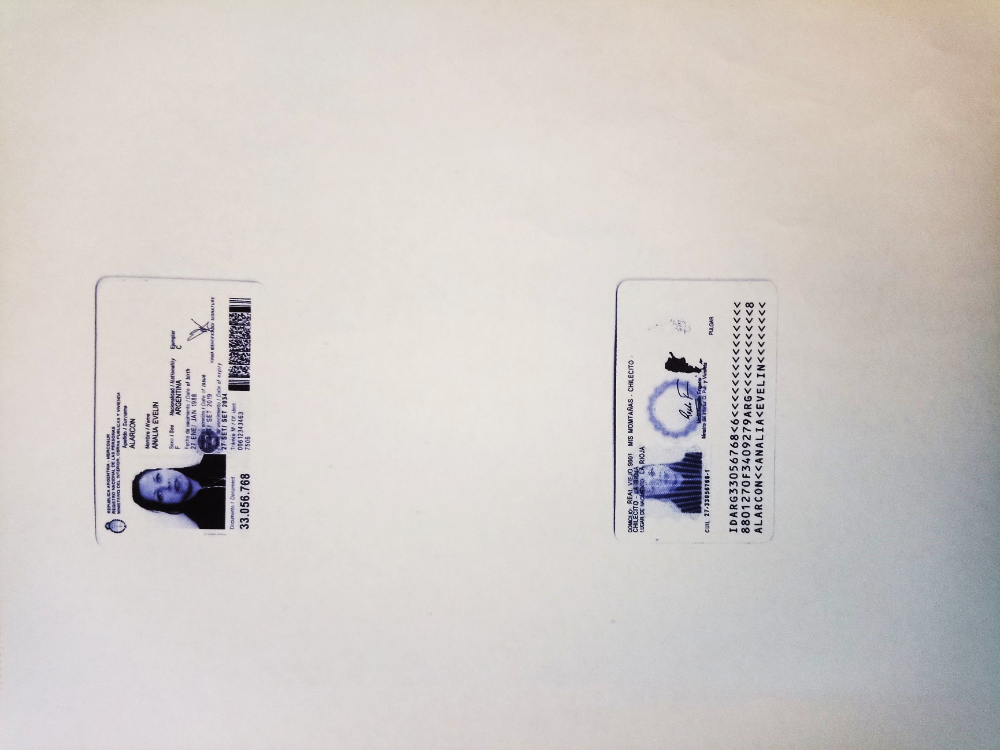 REPUBLICA ARGENTINA - MERCOSUR
REGISTRO NACIONAL DE LAS PERSONAS
MINISTERIO DEL INTERIOR, OBRAS PUBLICAS Y VIVIENDA
Apellido / Surname
ALARCON
Nombre / Name
ANALIA EVELIN
Sexo / Sex Nacionalidad / Nationality Ejemplar
F ARGENTINA C
Fecha de nacimiento / Date of birth
27 ENE/ JAN 1988
emisión / Date of issue
SET 2019
FIRMA IDENTIFICADO/ SIGNATURE
de vencimiento / Date of expiry
27 SET/ SET 2034
Documento / Document Trámite Nº / Of. ident.
33.056.768 00612343463
7506
DOMICILIO: REAL VIEJO 9001 MIS MOMTAÑAS - CHILECITO -
CHILECITO - LA RIOJA
LUGAR DE NACIMIENTO: LA RIOJA
Frigerio
Ministro del Interior, O. Púb. y Vivienda
PULGAR
CUIL 27-33056768-1
IDARG33056768<6<<<<<<<<<<<<<<<
8801270F3409279ARG<<<<<<<<<<<8
ALARCON<<ANALIA<EVELIN<<<<<<<<